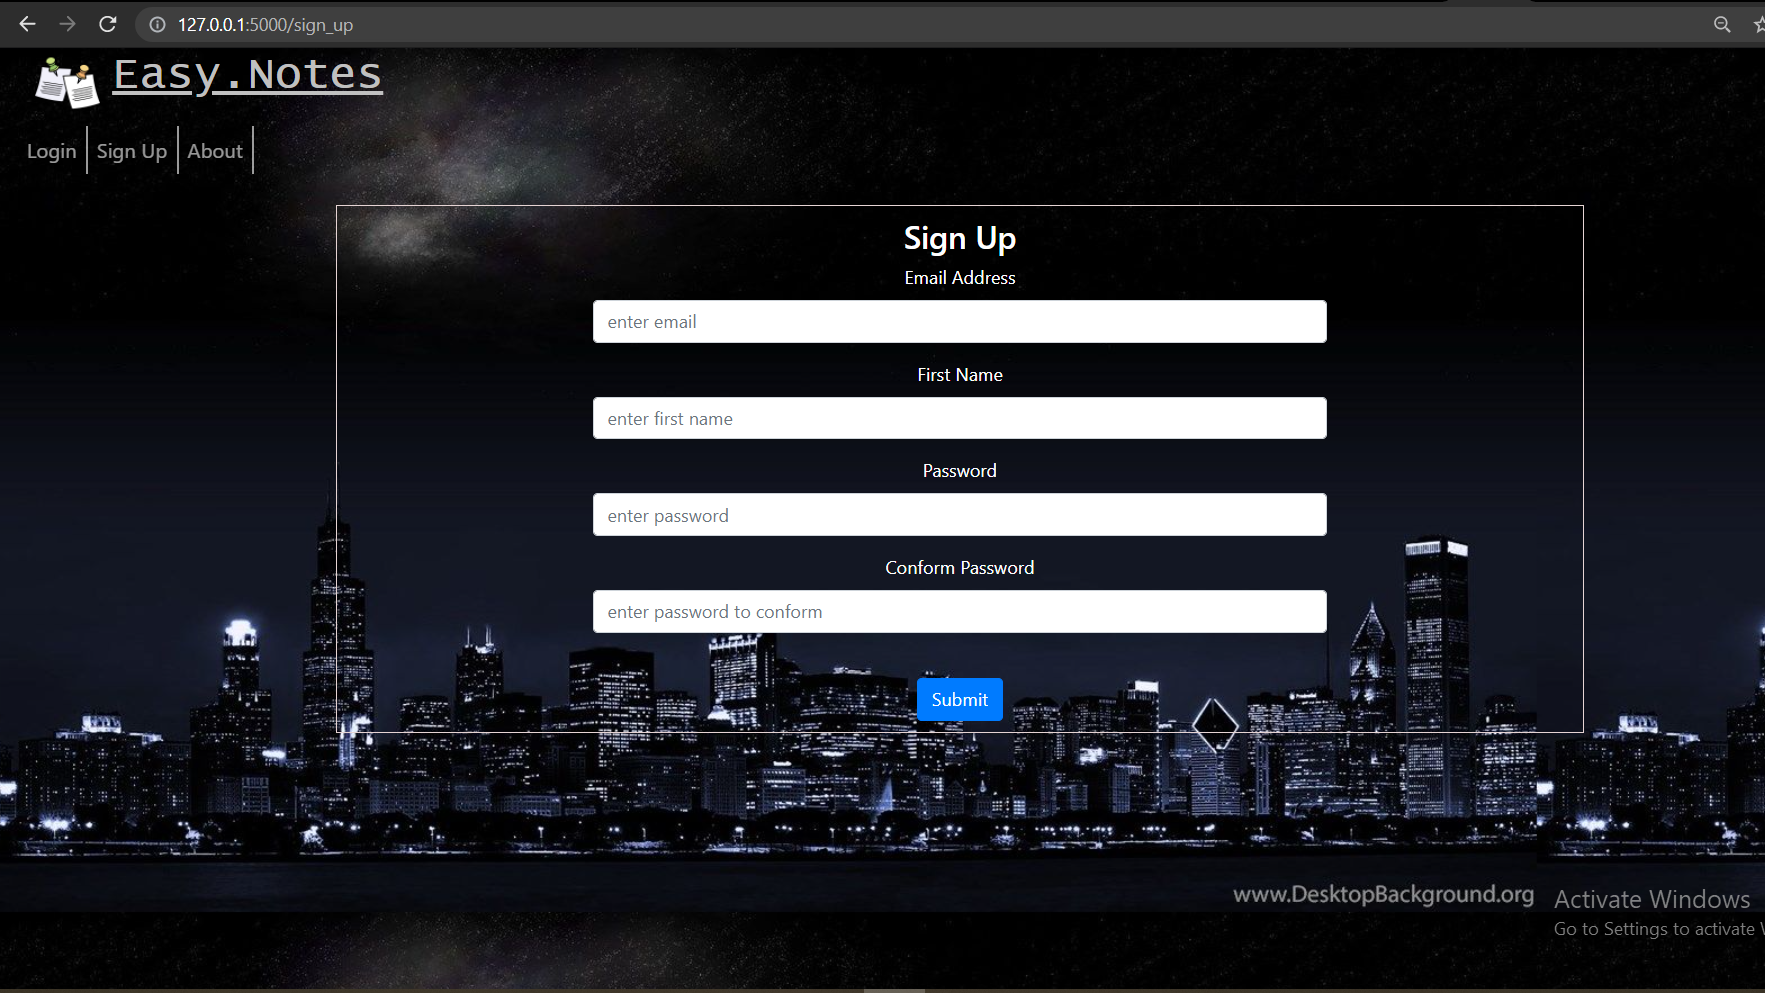 127.0.0.1:5000/sign_up
Easy.Notes
Login
Sign Up
About
Sign Up
Email Address
enter email
First Name
enter first name
Password
enter password
Conform Password
enter password to conform
Submit
www.DesktopBackground.org
Activate Windows
Go to Settings to activate